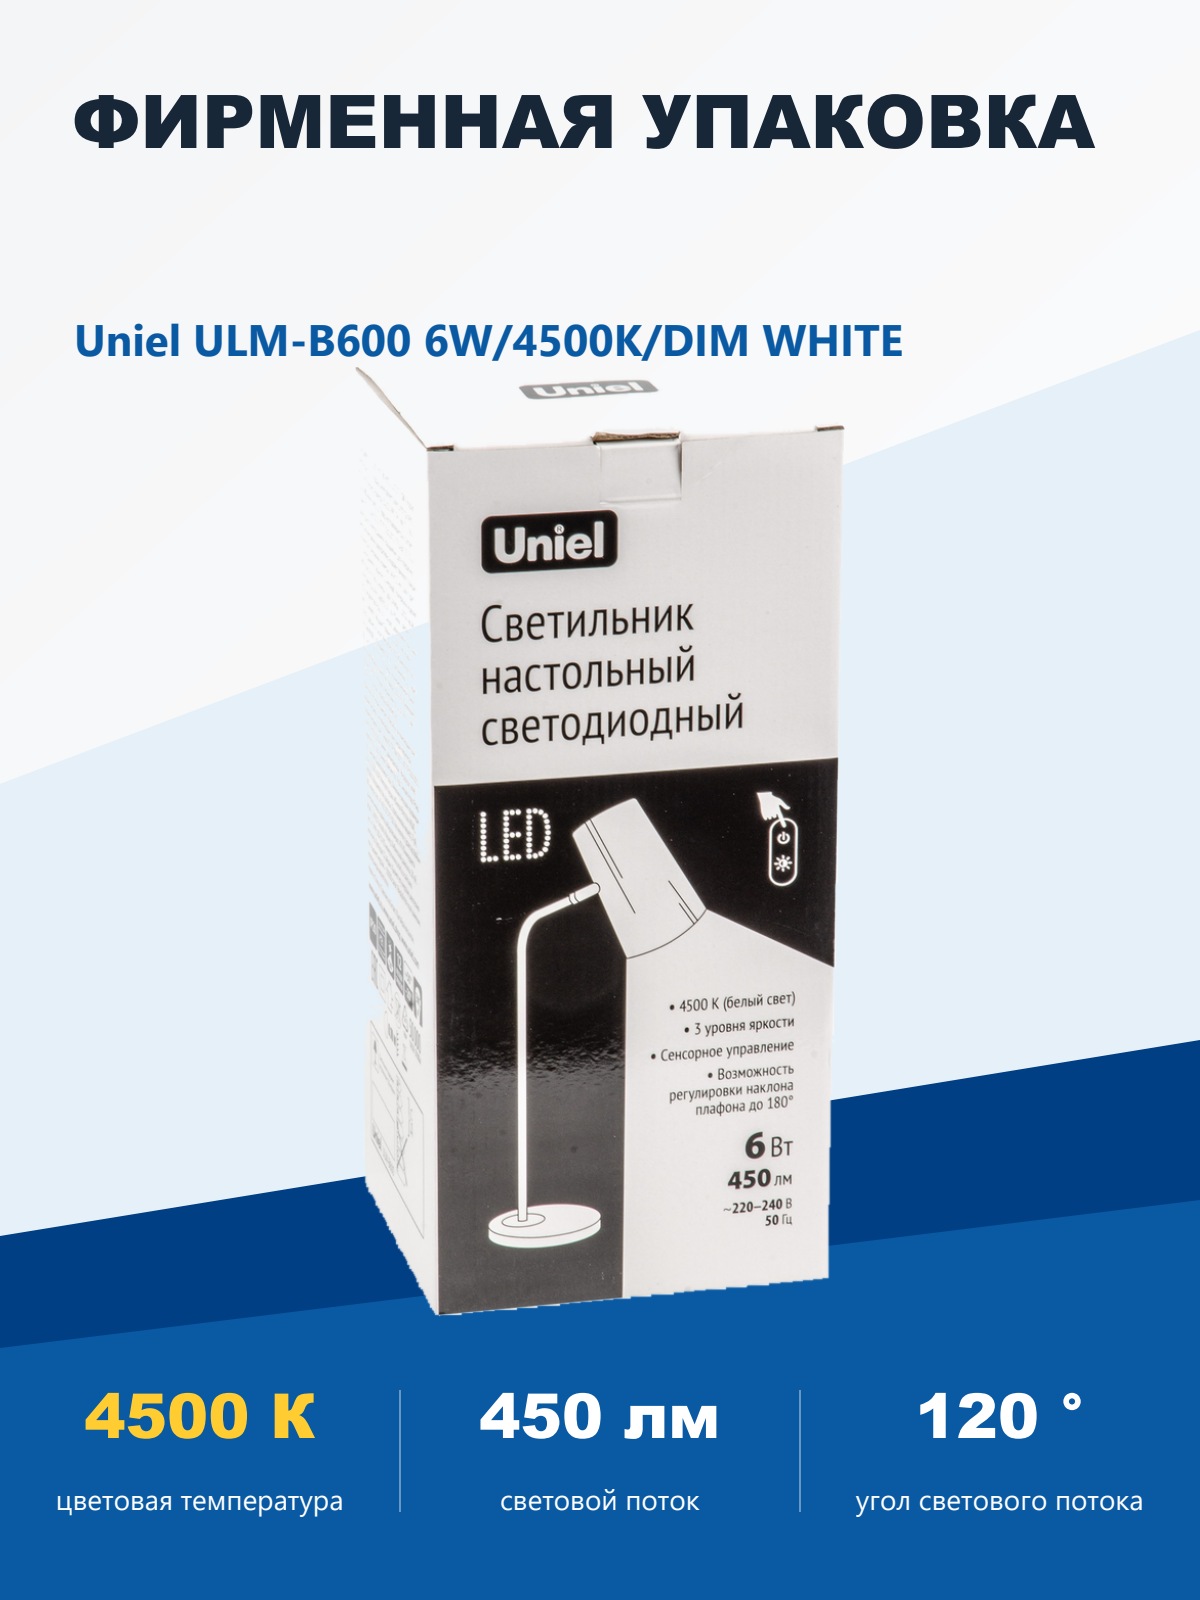 ФИРМЕННАЯ УПАКОВКА
Uniel ULM-B600 6W/4500K/DIM WHITE
Uniel
Uniel
Светильник
настольный
светодиодный
LED
• 4500 К (белый свет)
• 3 уровня яркости
• Сенсорное управление
• Возможность
регулировки наклона
плафона до 180°
6 Вт
450 лм
~220–240 В
50 Гц
4500 К
цветовая температура
450 лм
световой поток
120 °
угол светового потока